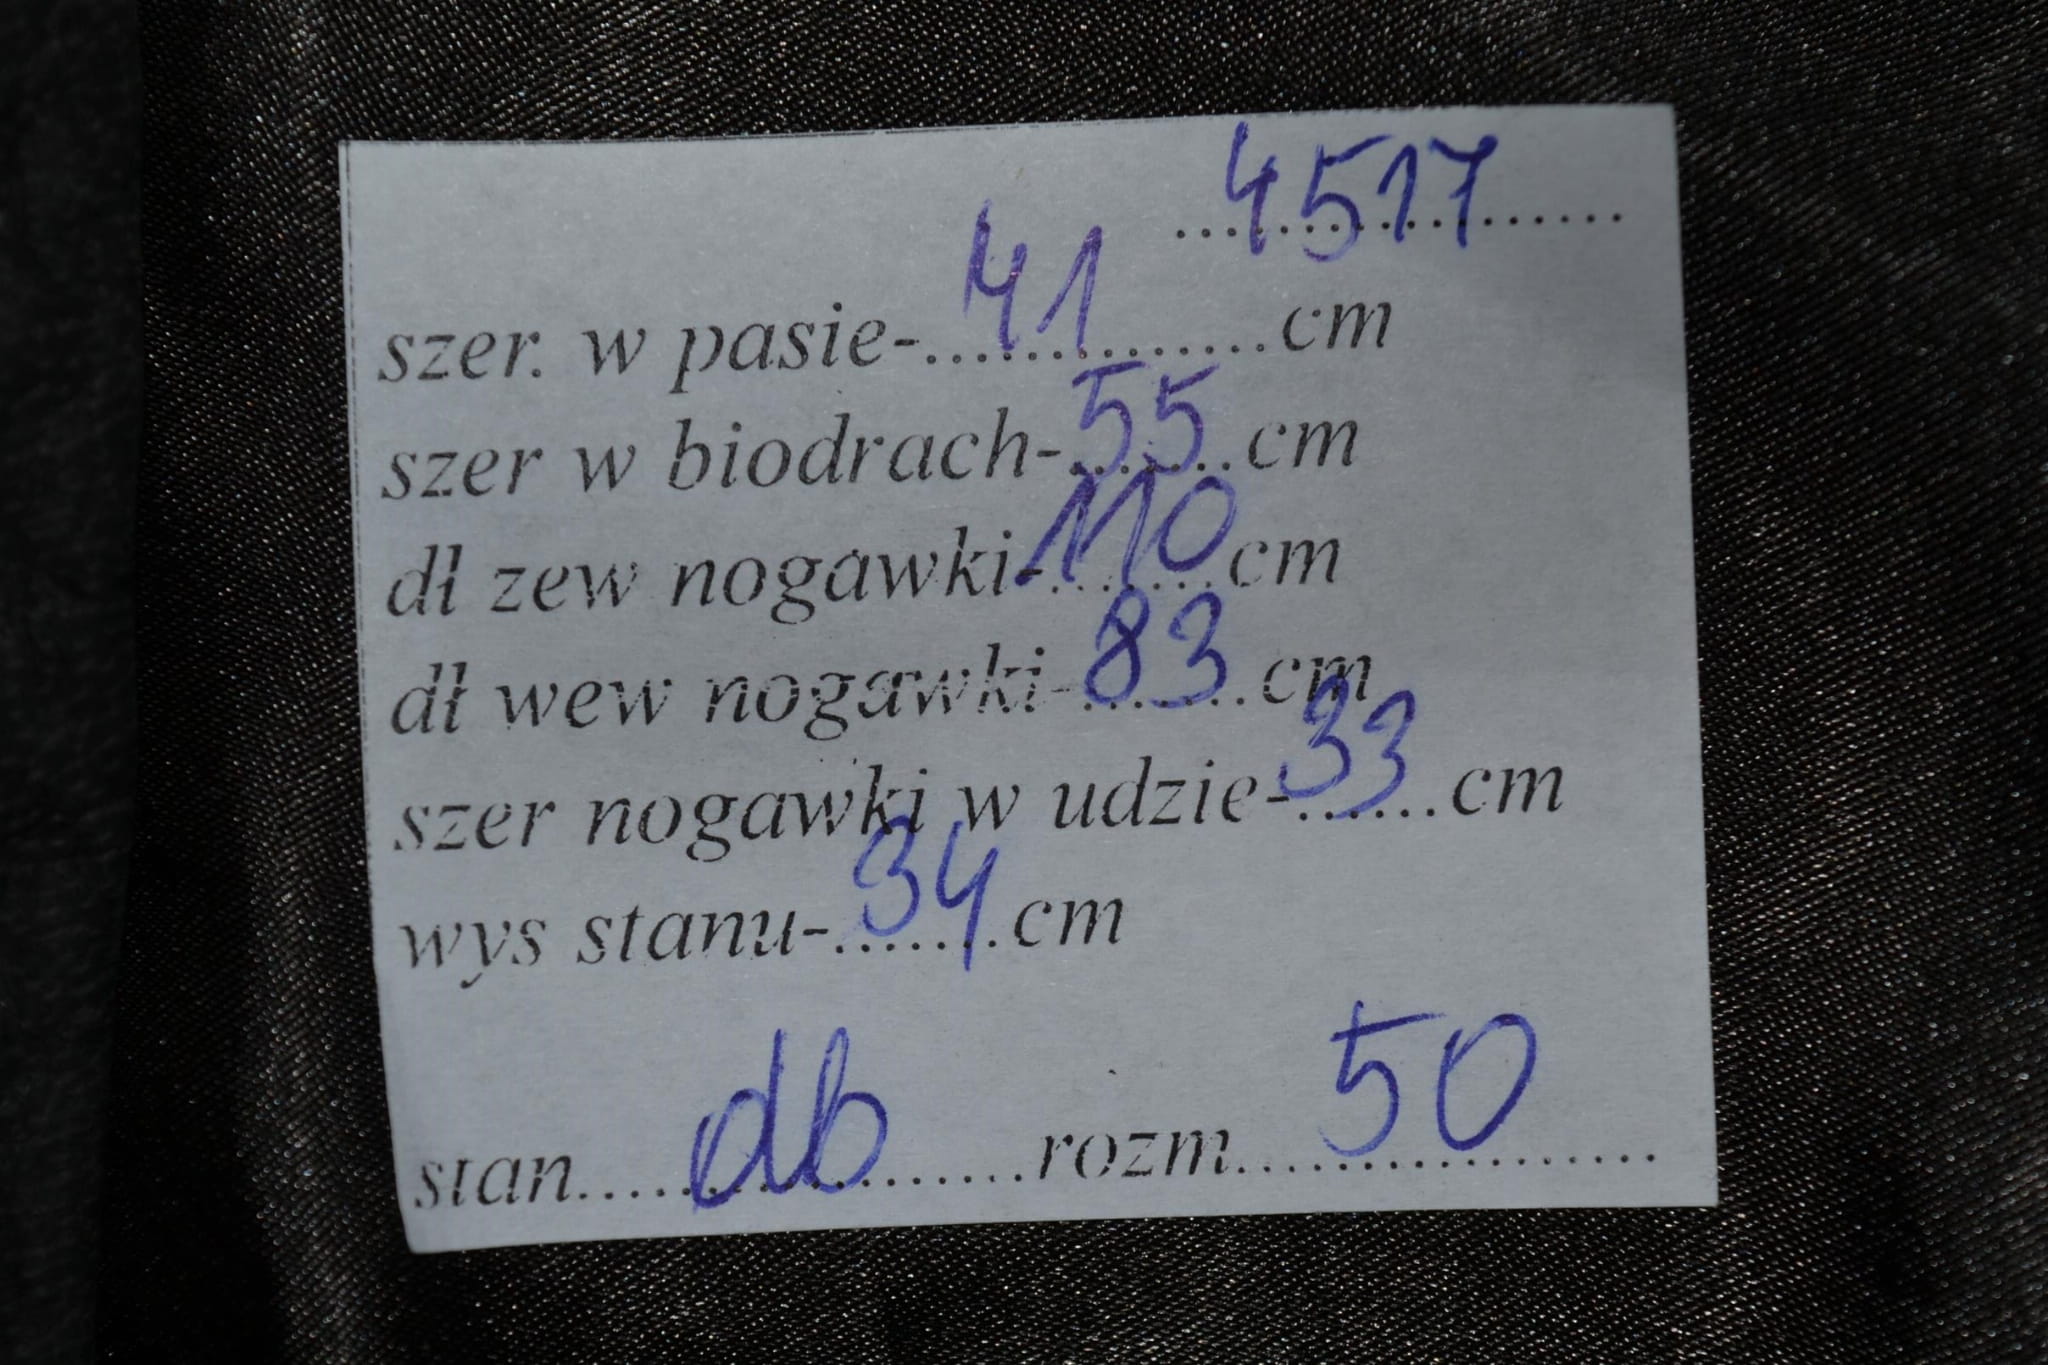 4517
szer. w pasie-41cm
szer w biodrach-55cm
dł zew nogawki-110cm
dł wew nogawki-83cm
szer nogawki w udzie-33cm
wys stanu-34cm
stan db rozm 50